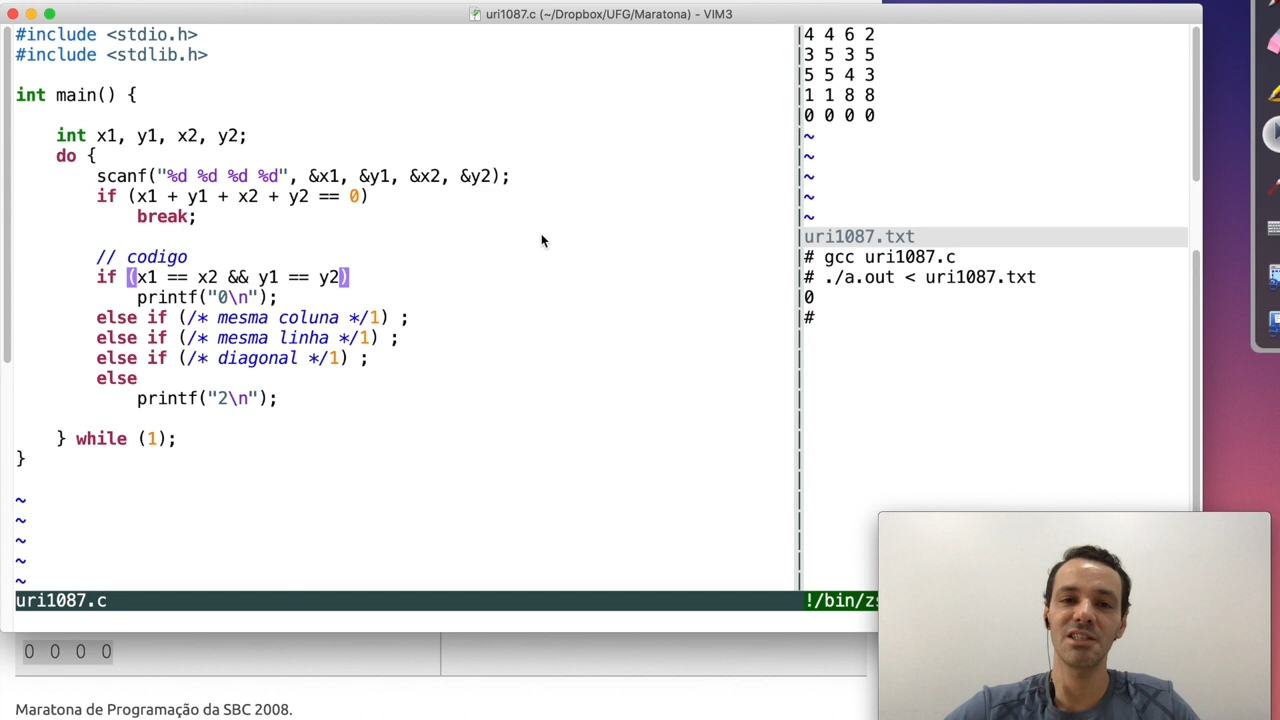 uri1087.c (~/Dropbox/UFG/Maratona) - VIM3
#include <stdio.h>
#include <stdlib.h>
int main() {
int x1, y1, x2, y2;
do {
scanf("%d %d %d %d", &x1, &y1, &x2, &y2);
if (x1 + y1 + x2 + y2 == 0)
break;
// codigo
if (x1 == x2 && y1 == y2)
printf("0\n");
else if (/* mesma coluna */1) ;
else if (/* mesma linha */1) ;
else if (/* diagonal */1) ;
else
printf("2\n");
} while (1);
}
~
~
~
~
~
uri1087.c
4 4 6 2
3 5 3 5
5 5 4 3
1 1 8 8
0 0 0 0
~
~
~
~
~
uri1087.txt
# gcc uri1087.c
# ./a.out < uri1087.txt
0
#
!/bin/zs
0 0 0 0
Maratona de Programação da SBC 2008.